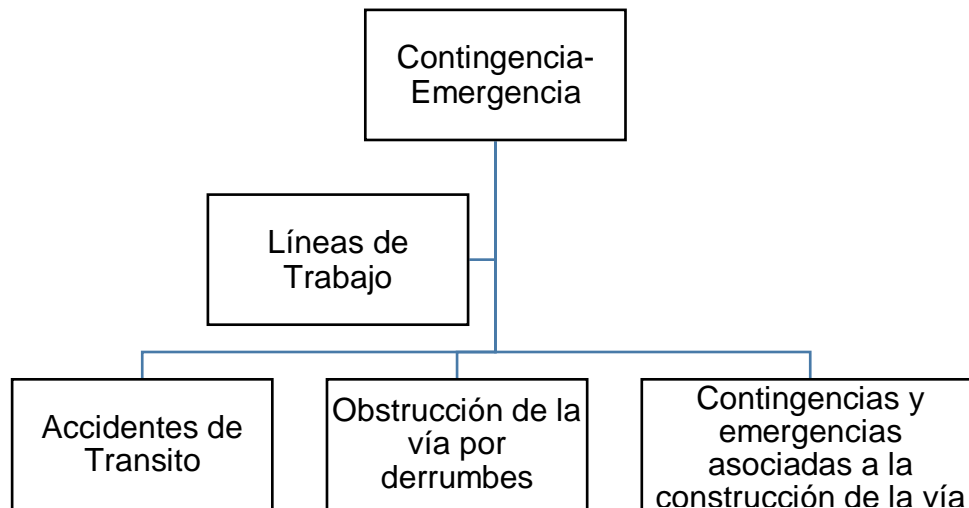 Contingencia-
Emergencia
Líneas de
Trabajo
Accidentes de
Transito
Obstrucción de la
vía por
derrumbes
Contingencias y
emergencias
asociadas a la
construcción de la vía